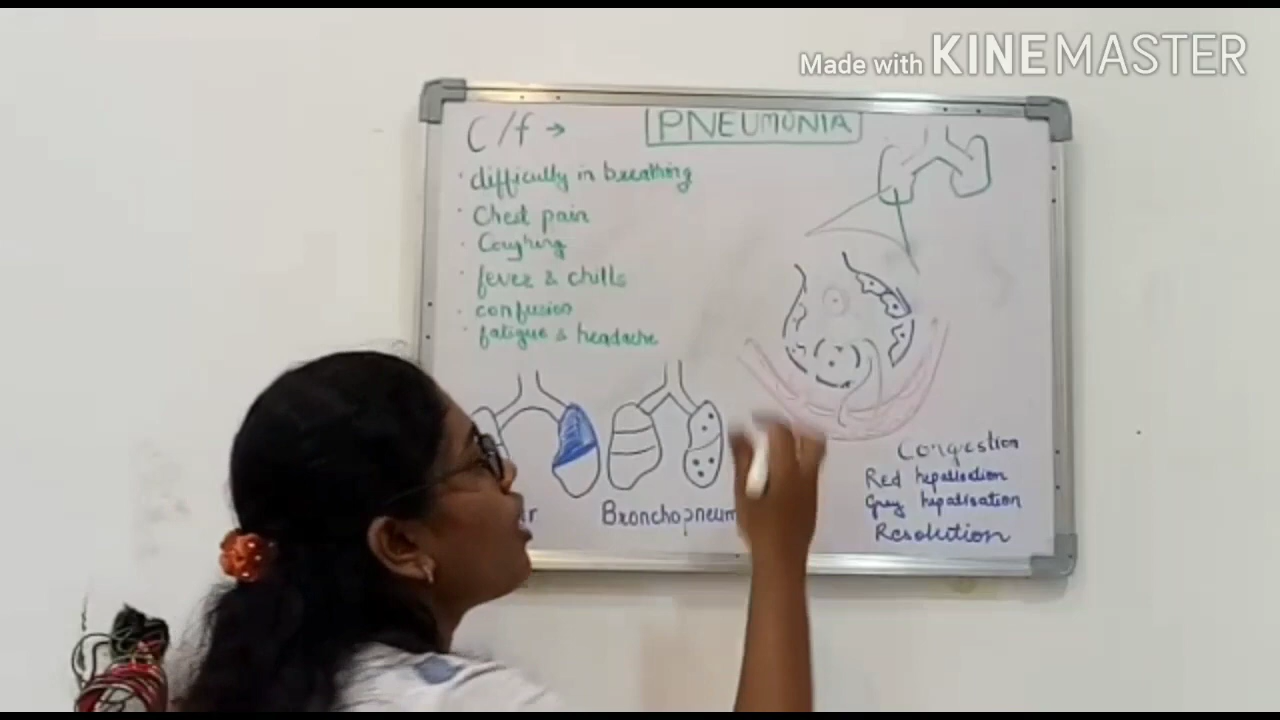 Made with KINEMASTER
C/f →
PNEUMONIA
· difficulty in breathing
· Chest pain
· Coughing
· fever & chills
· confusion
· fatigue & headache
Bronchopneum
Congestion
Red hepatisation
Grey hepatisation
Resolution